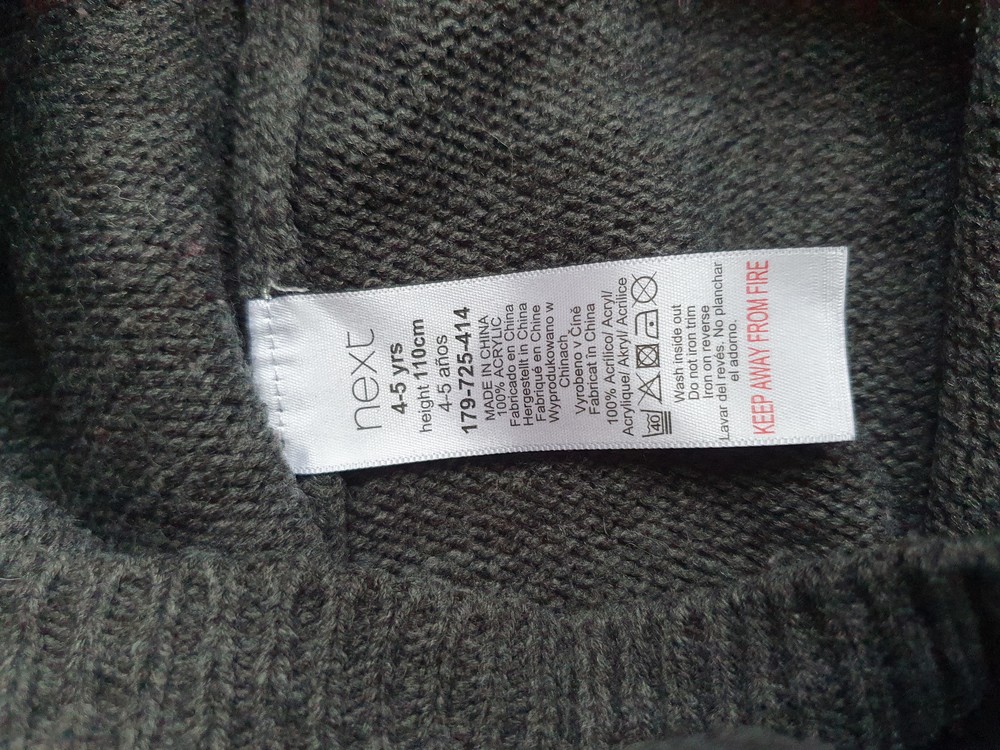 next
4-5 yrs
height 110cm
4-5 años
179-725-414
MADE IN CHINA
100% ACRYLIC
Fabricado en China
Hergestellt in China
Fabriqué en Chine
Wyprodukowano w
Chinach
Vyrobeno v Čině
Fabricat in China
100% Acrílico/ Acryl/
Acrylique/ Akryl/ Acrilice
40
Wash inside out
Do not iron trim
Iron on reverse
Lavar del revés. No planchar
el adorno.
KEEP AWAY FROM FIRE